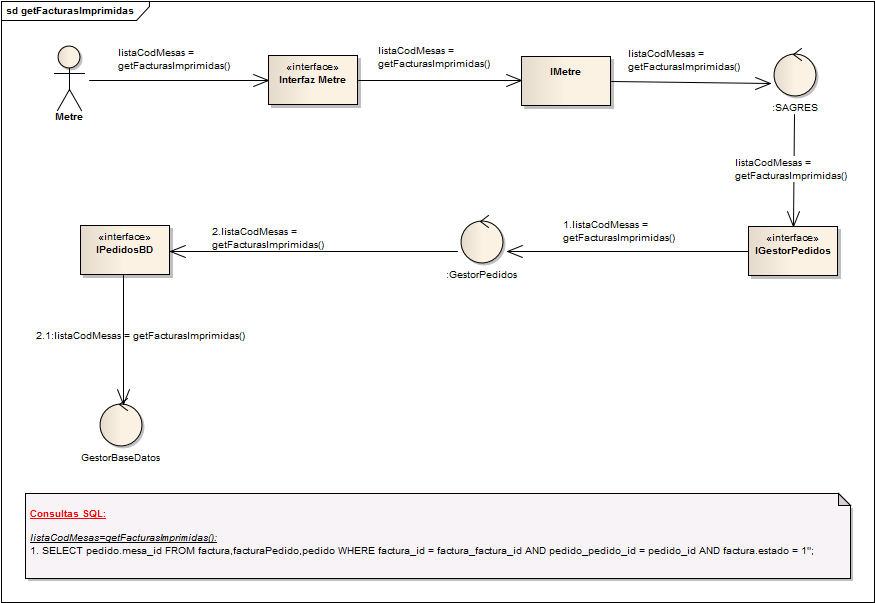 sd getFacturasImprimidas
listaCodMesas =
getFacturasImprimidas()
listaCodMesas =
getFacturasImprimidas()
listaCodMesas =
getFacturasImprimidas()
«interface»
Interfaz Metre
IMetre
Metre
:SAGRES
listaCodMesas =
getFacturasImprimidas()
2.listaCodMesas =
getFacturasImprimidas()
1.listaCodMesas =
getFacturasImprimidas()
«interface»
IPedidosBD
«interface»
IGestorPedidos
:GestorPedidos
2.1:listaCodMesas = getFacturasImprimidas()
GestorBaseDatos
Consultas SQL:
listaCodMesas=getFacturasImprimidas():
1. SELECT pedido.mesa_id FROM factura,facturaPedido,pedido WHERE factura_id = factura_factura_id AND pedido_pedido_id = pedido_id AND factura.estado = 1";